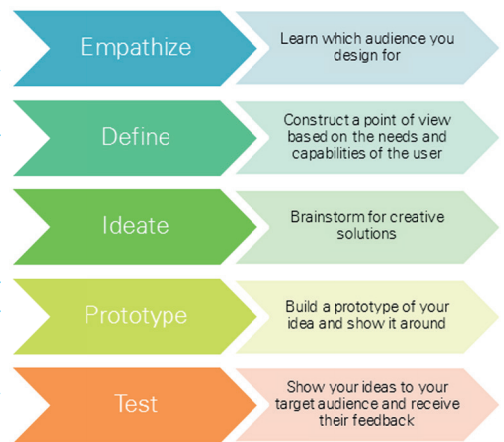 Empathize
Learn which audience you
design for
Define
Construct a point of view
based on the needs and
capabilities of the user
Ideate
Brainstorm for creative
solutions
Prototype
Build a prototype of your
idea and show it around
Test
Show your ideas to your
target audience and receive
their feedback